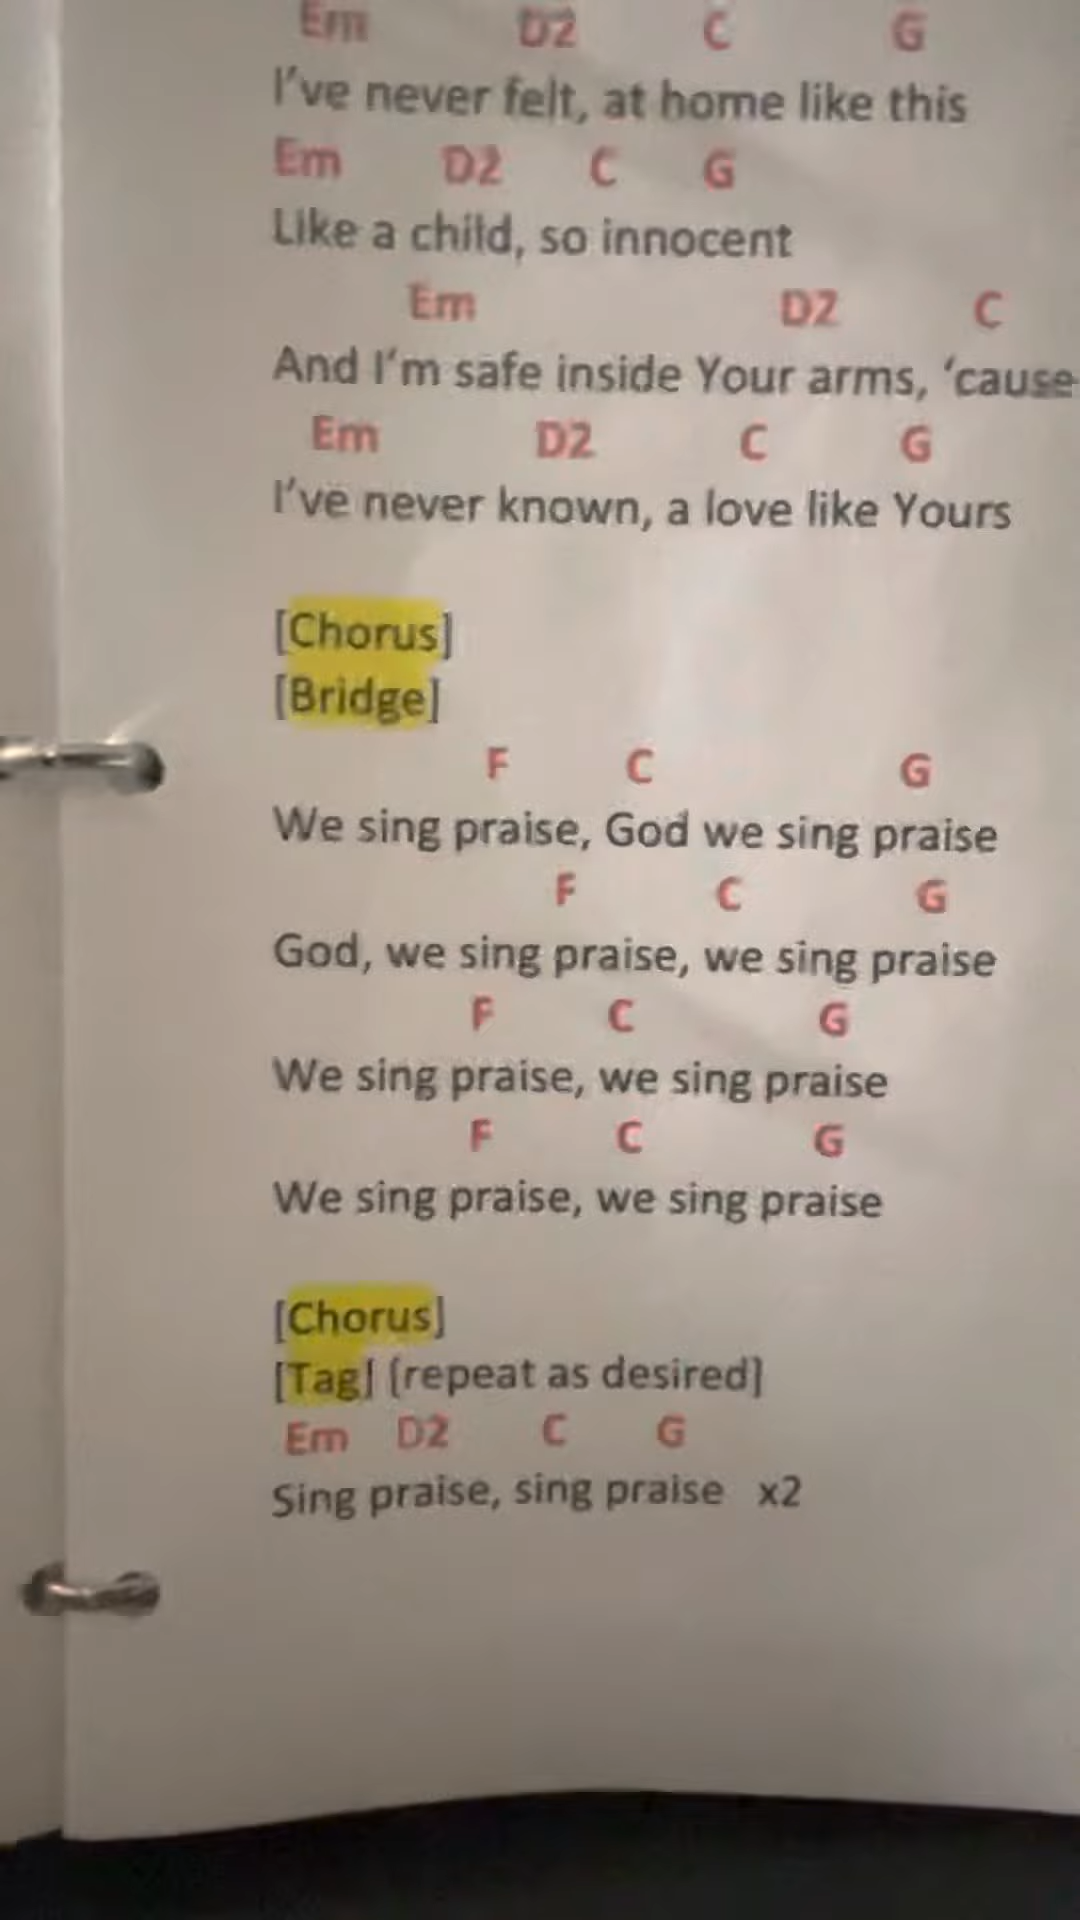 Em D2 C G
I've never felt, at home like this
Em D2 C G
Like a child, so innocent
Em D2 C
And I'm safe inside Your arms, 'cause
Em D2 C G
I've never known, a love like Yours
[Chorus]
[Bridge]
F C G
We sing praise, God we sing praise
F C G
God, we sing praise, we sing praise
F C G
We sing praise, we sing praise
F C G
We sing praise, we sing praise
[Chorus]
[Tag] (repeat as desired)
Em D2 C G
Sing praise, sing praise x2